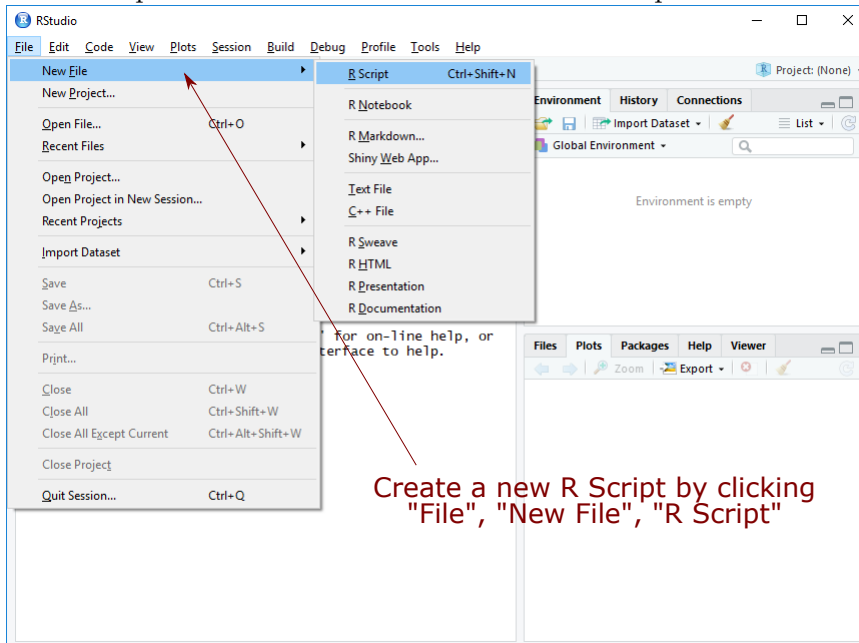 RStudio
File Edit Code View Plots Session Build Debug Profile Tools Help
New File
New Project...
Open File... Ctrl+O
Recent Files
Open Project...
Open Project in New Session...
Recent Projects
Import Dataset
Save Ctrl+S
Save As...
Save All Ctrl+Alt+S
Print...
Close Ctrl+W
Close All Ctrl+Shift+W
Close All Except Current Ctrl+Alt+Shift+W
Close Project
Quit Session... Ctrl+Q
R Script Ctrl+Shift+N
R Notebook
R Markdown...
Shiny Web App...
Text File
C++ File
R Sweave
R HTML
R Presentation
R Documentation
' for on-line help, or
terface to help.
Project: (None)
Environment History Connections
Import Dataset List
Global Environment
Environment is empty
Files Plots Packages Help Viewer
Zoom Export
Create a new R Script by clicking
"File", "New File", "R Script"